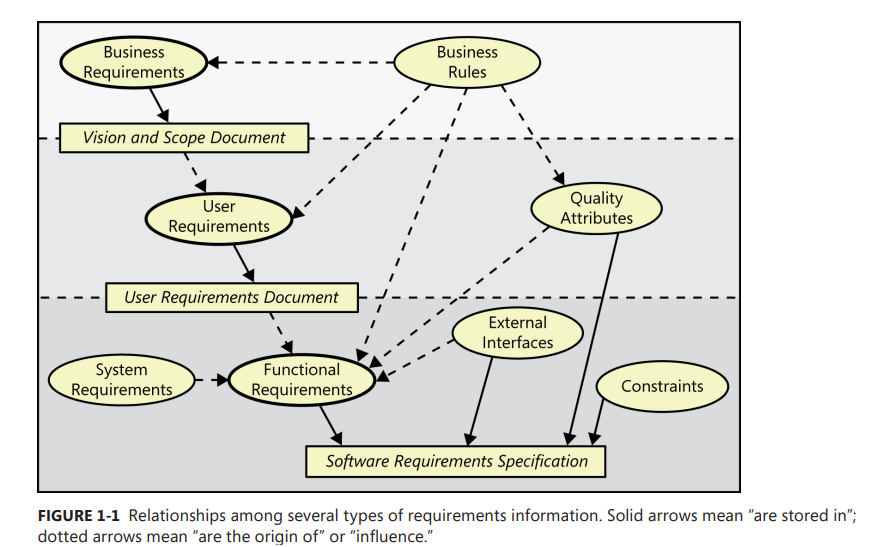 Business
Requirements
Business
Rules
Vision and Scope Document
User
Requirements
Quality
Attributes
User Requirements Document
External
Interfaces
System
Requirements
Functional
Requirements
Constraints
Software Requirements Specification
FIGURE 1-1 Relationships among several types of requirements information. Solid arrows mean “are stored in”;
dotted arrows mean “are the origin of” or “influence.”